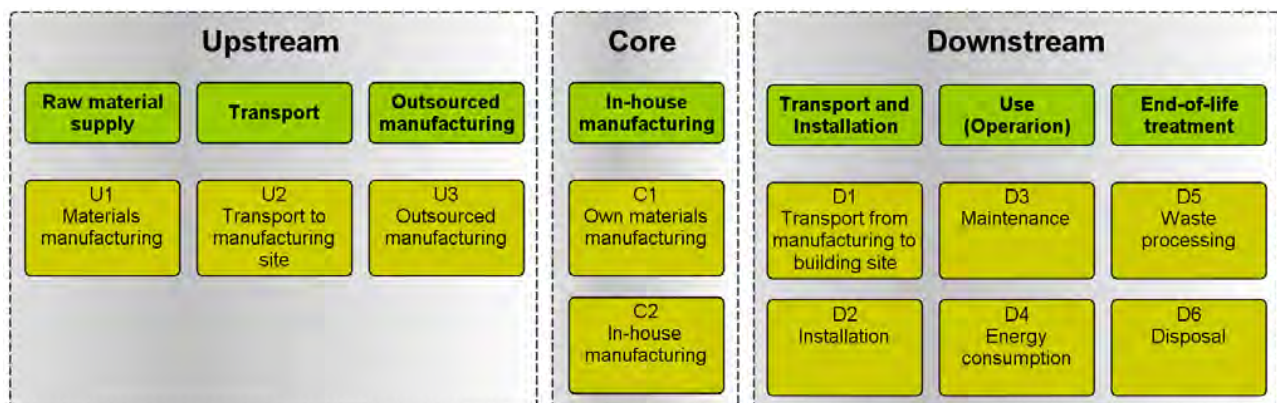 Upstream
Raw material
supply
Transport
Outsourced
manufacturing
U1
Materials
manufacturing
U2
Transport to
manufacturing
site
U3
Outsourced
manufacturing
Core
In-house
manufacturing
C1
Own materials
manufacturing
C2
In-house
manufacturing
Downstream
Transport and
Installation
Use
(Operarion)
End-of-life
treatment
D1
Transport from
manufacturing to
building site
D3
Maintenance
D5
Waste
processing
D2
Installation
D4
Energy
consumption
D6
Disposal